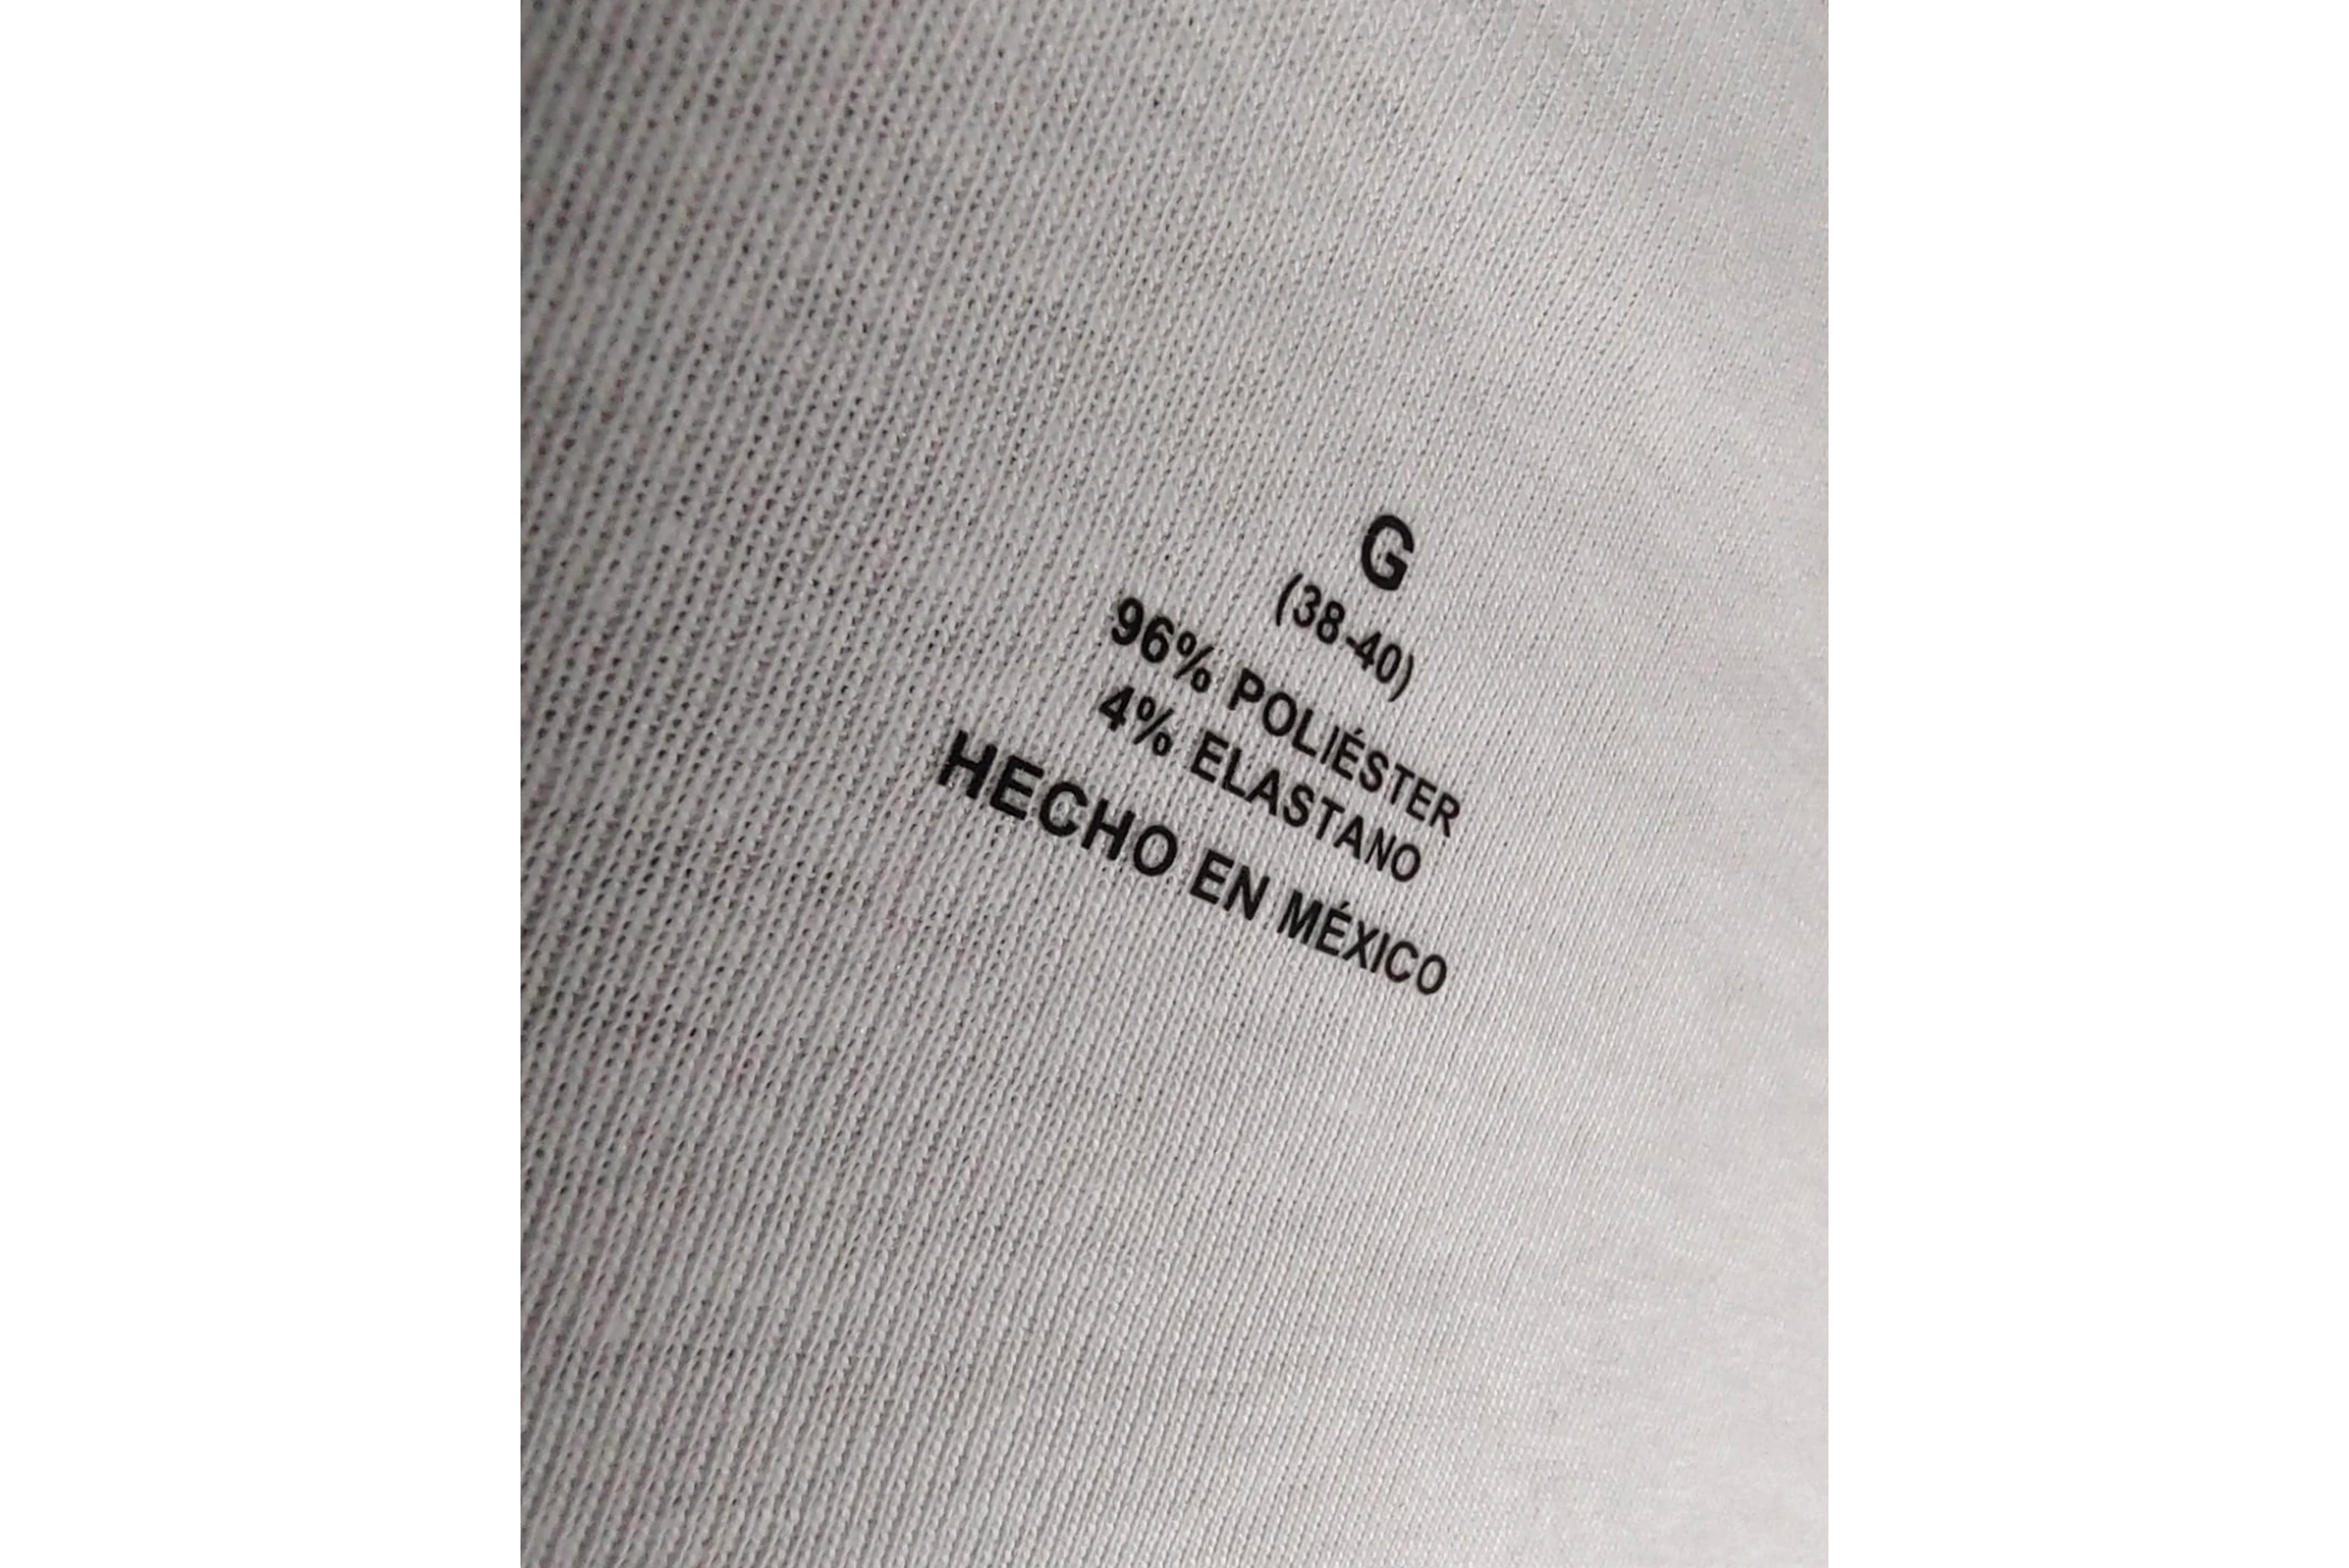 G
(38-40)
96% POLIÉSTER
4% ELASTANO
HECHO EN MÉXICO